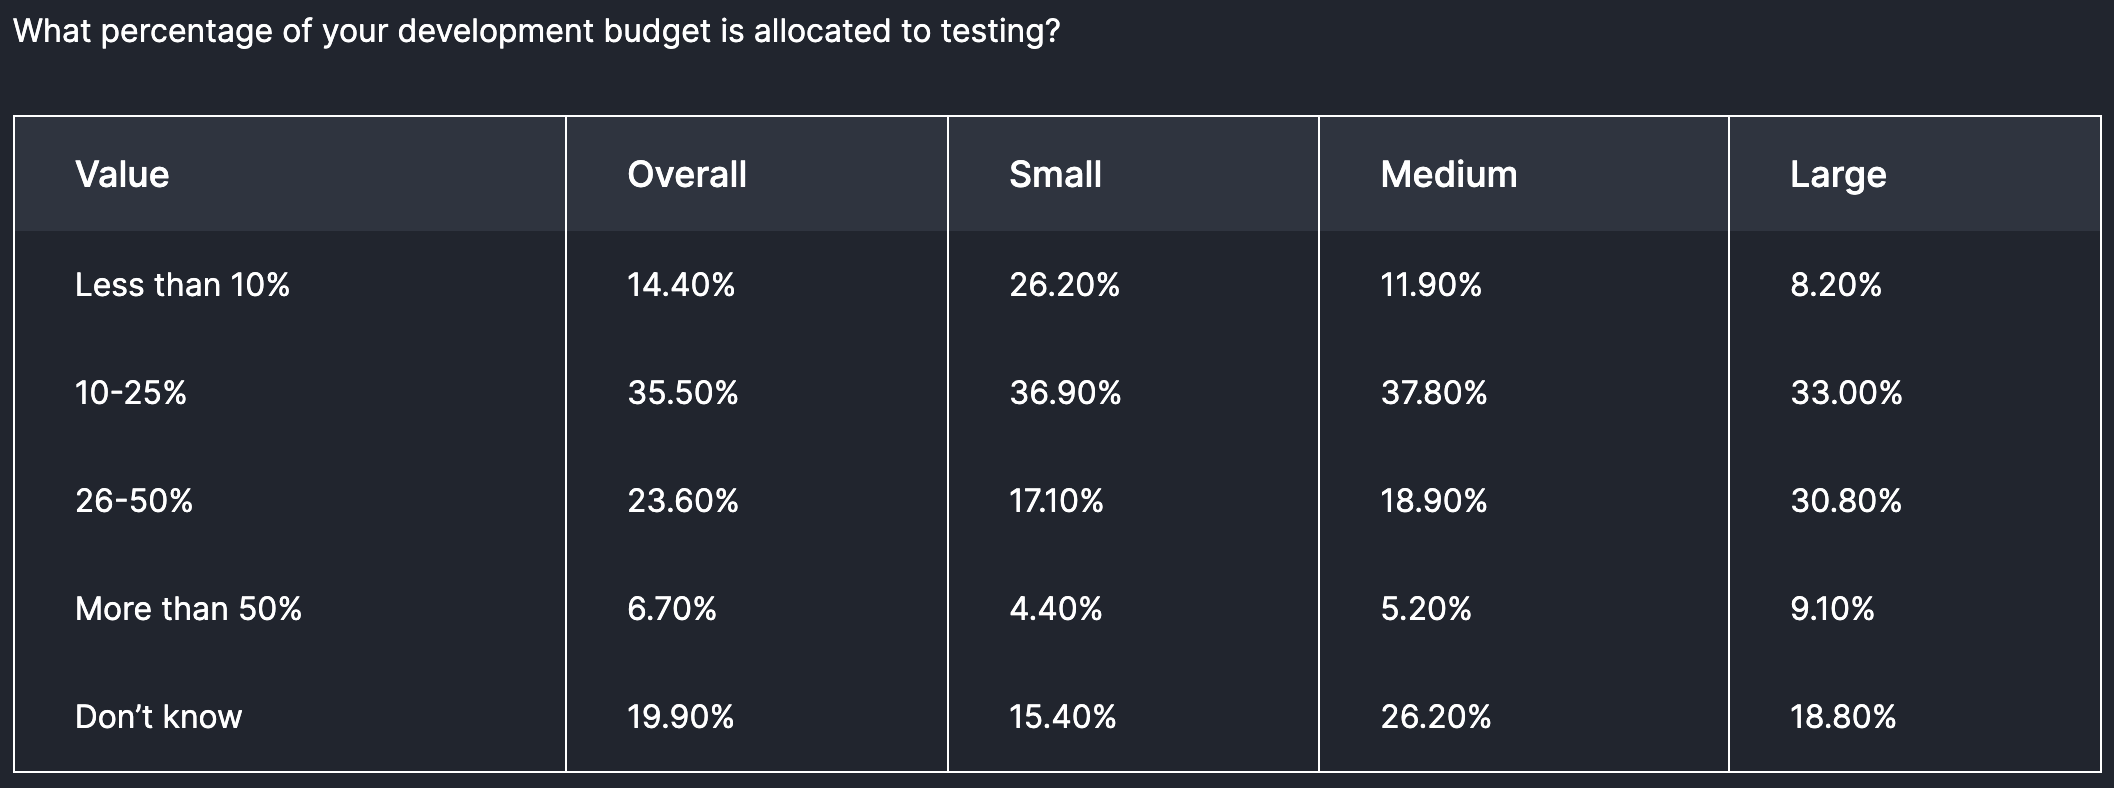 What percentage of your development budget is allocated to testing?
Value Overall Small Medium Large
Less than 10% 14.40% 26.20% 11.90% 8.20%
10-25% 35.50% 36.90% 37.80% 33.00%
26-50% 23.60% 17.10% 18.90% 30.80%
More than 50% 6.70% 4.40% 5.20% 9.10%
Don’t know 19.90% 15.40% 26.20% 18.80%